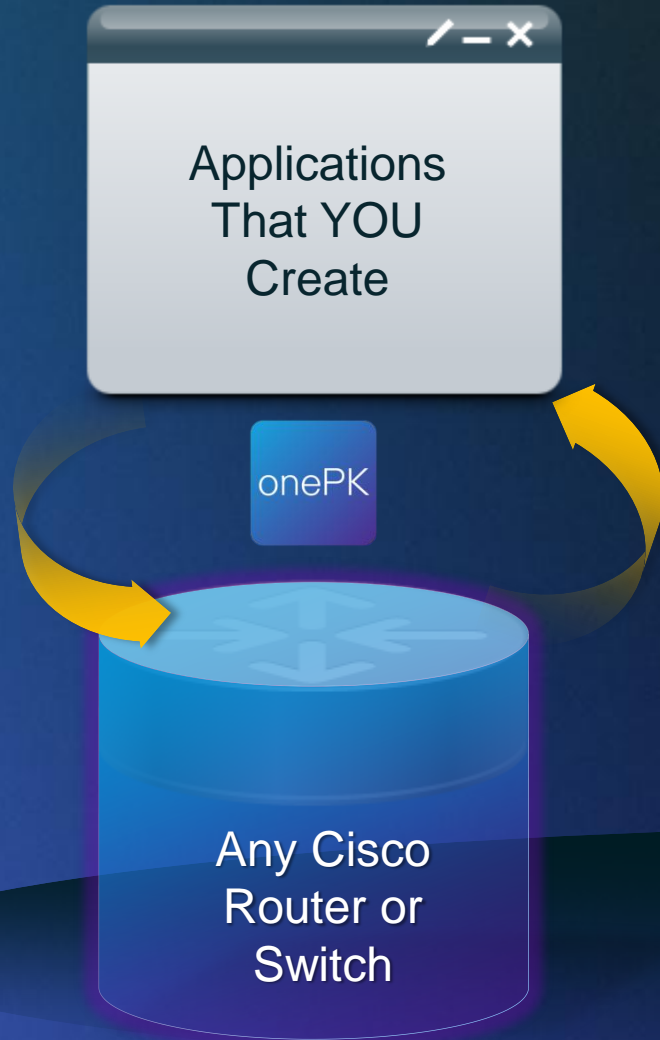 Applications
That YOU
Create
onePK
Any Cisco
Router or
Switch